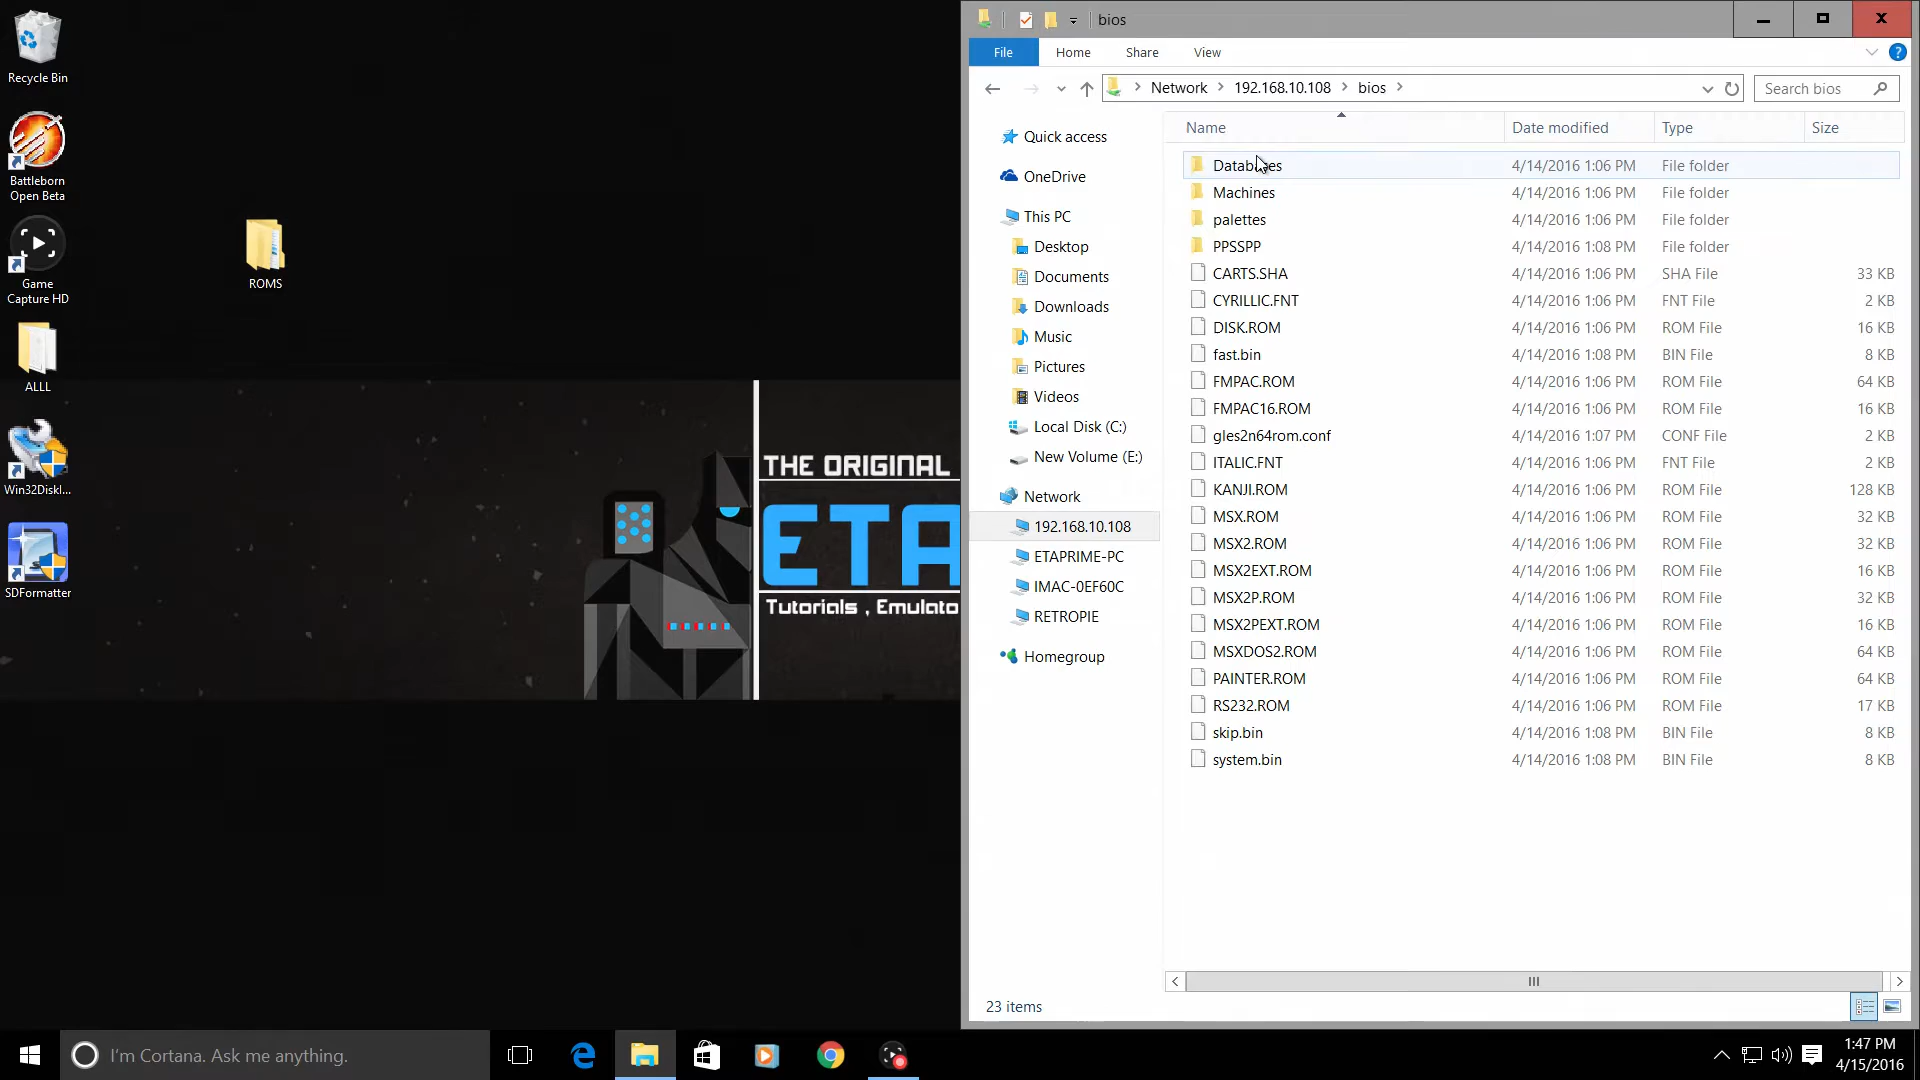 Recycle Bin
Battleborn
Open Beta
Game
Capture HD
ALLL
Win32DiskI...
SDFormatter
ROMS
THE ORIGINAL
ETA
Tutorials , Emulato
bios
File Home Share View
Network 192.168.10.108 bios
Search bios
Quick access
OneDrive
This PC
Desktop
Documents
Downloads
Music
Pictures
Videos
Local Disk (C:)
New Volume (E:)
Network
192.168.10.108
ETAPRIME-PC
IMAC-0EF60C
RETROPIE
Homegroup
Name Date modified Type Size
Databases 4/14/2016 1:06 PM File folder
Machines 4/14/2016 1:06 PM File folder
palettes 4/14/2016 1:06 PM File folder
PPSSPP 4/14/2016 1:08 PM File folder
CARTS.SHA 4/14/2016 1:06 PM SHA File 33 KB
CYRILLIC.FNT 4/14/2016 1:06 PM FNT File 2 KB
DISK.ROM 4/14/2016 1:06 PM ROM File 16 KB
fast.bin 4/14/2016 1:08 PM BIN File 8 KB
FMPAC.ROM 4/14/2016 1:06 PM ROM File 64 KB
FMPAC16.ROM 4/14/2016 1:06 PM ROM File 16 KB
gles2n64rom.conf 4/14/2016 1:07 PM CONF File 2 KB
ITALIC.FNT 4/14/2016 1:06 PM FNT File 2 KB
KANJI.ROM 4/14/2016 1:06 PM ROM File 128 KB
MSX.ROM 4/14/2016 1:06 PM ROM File 32 KB
MSX2.ROM 4/14/2016 1:06 PM ROM File 32 KB
MSX2EXT.ROM 4/14/2016 1:06 PM ROM File 16 KB
MSX2P.ROM 4/14/2016 1:06 PM ROM File 32 KB
MSX2PEXT.ROM 4/14/2016 1:06 PM ROM File 16 KB
MSXDOS2.ROM 4/14/2016 1:06 PM ROM File 64 KB
PAINTER.ROM 4/14/2016 1:06 PM ROM File 64 KB
RS232.ROM 4/14/2016 1:06 PM ROM File 17 KB
skip.bin 4/14/2016 1:08 PM BIN File 8 KB
system.bin 4/14/2016 1:08 PM BIN File 8 KB
23 items
I'm Cortana. Ask me anything.
1:47 PM
4/15/2016